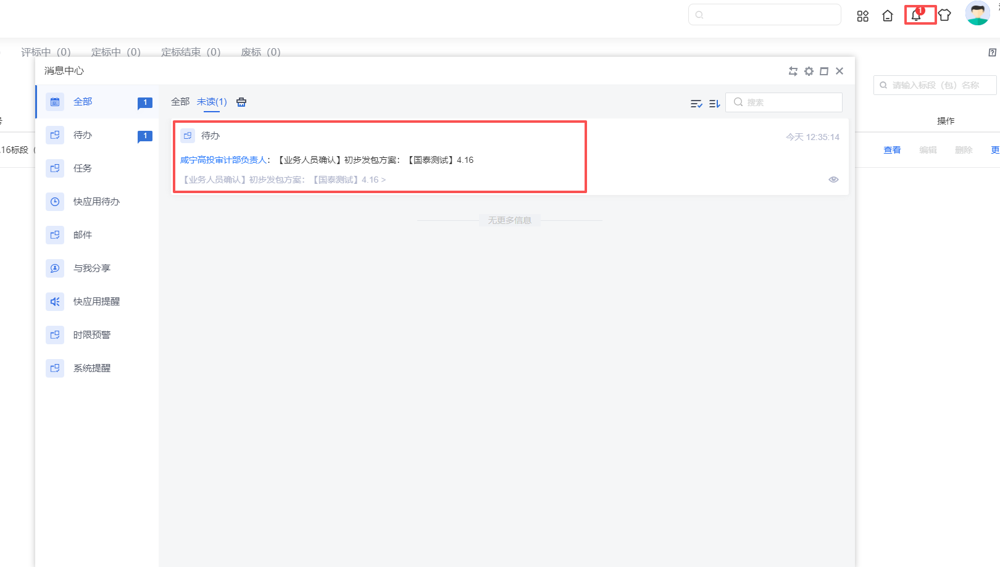 1
评标中（0） 定标中（0） 定标结束（0） 废标（0）
消息中心
请输入标段（包）名称
全部 1
全部 未读(1)
搜索
待办 1
待办
今天 12:35:14
咸宁高投审计部负责人：【业务人员确认】初步发包方案：【国泰测试】4.16
【业务人员确认】初步发包方案：【国泰测试】4.16 >
操作
.16标段（
查看 编辑 删除 更
任务
快应用待办
无更多信息
邮件
与我分享
快应用提醒
时限预警
系统提醒